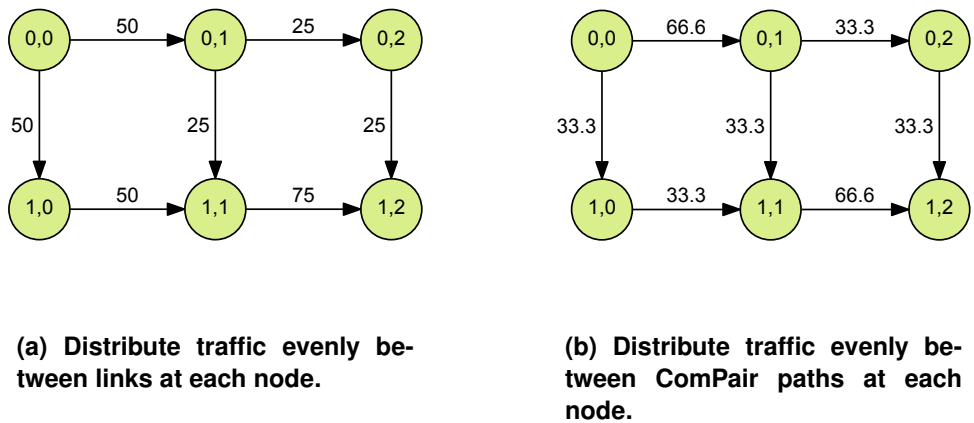 50 25
0,0 0,1 0,2
50 25 25
50 75
1,0 1,1 1,2
(a) Distribute traffic evenly be-
tween links at each node.
66.6 33.3
0,0 0,1 0,2
33.3 33.3 33.3
33.3 66.6
1,0 1,1 1,2
(b) Distribute traffic evenly be-
tween ComPair paths at each
node.